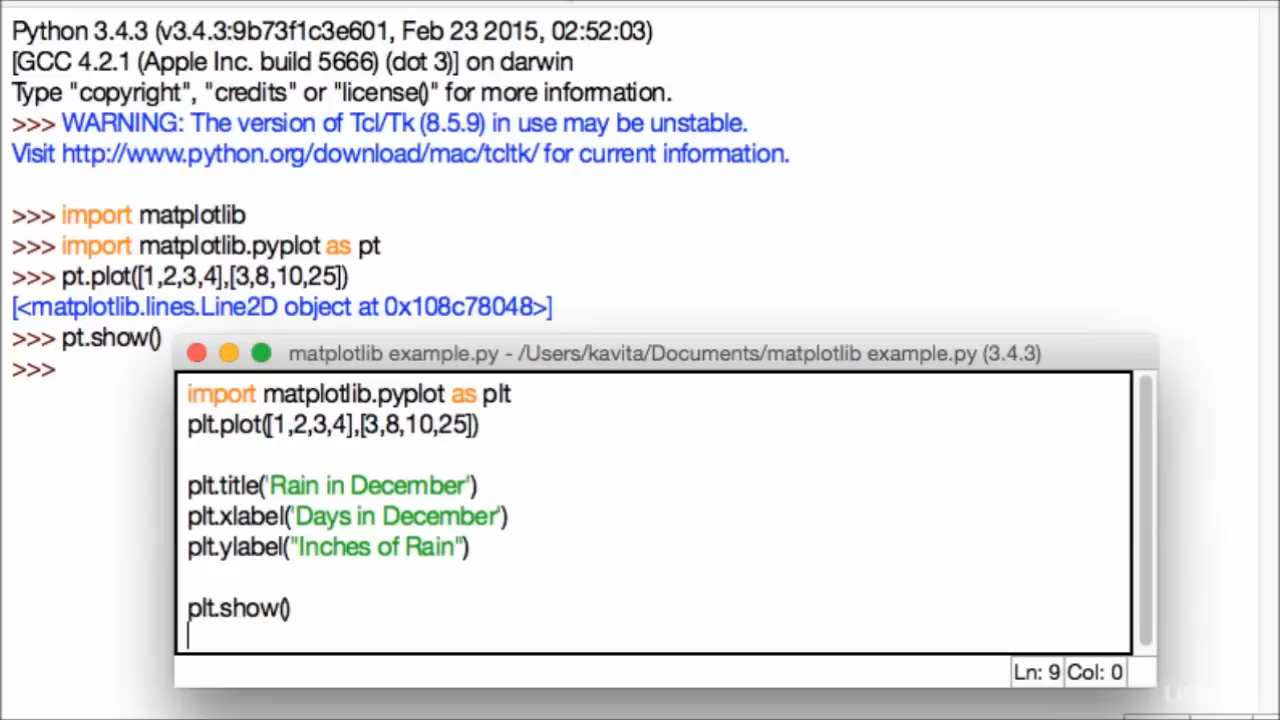 Python 3.4.3 (v3.4.3:9b73f1c3e601, Feb 23 2015, 02:52:03)
[GCC 4.2.1 (Apple Inc. build 5666) (dot 3)] on darwin
Type "copyright", "credits" or "license()" for more information.
>>> WARNING: The version of Tcl/Tk (8.5.9) in use may be unstable.
Visit http://www.python.org/download/mac/tcltk/ for current information.
>>> import matplotlib
>>> import matplotlib.pyplot as pt
>>> pt.plot([1,2,3,4],[3,8,10,25])
[<matplotlib.lines.Line2D object at 0x108c78048>]
>>> pt.show()
>>>
matplotlib example.py - /Users/kavita/Documents/matplotlib example.py (3.4.3)
import matplotlib.pyplot as plt
plt.plot([1,2,3,4],[3,8,10,25])
plt.title('Rain in December')
plt.xlabel('Days in December')
plt.ylabel("Inches of Rain")
plt.show()
Ln: 9 Col: 0